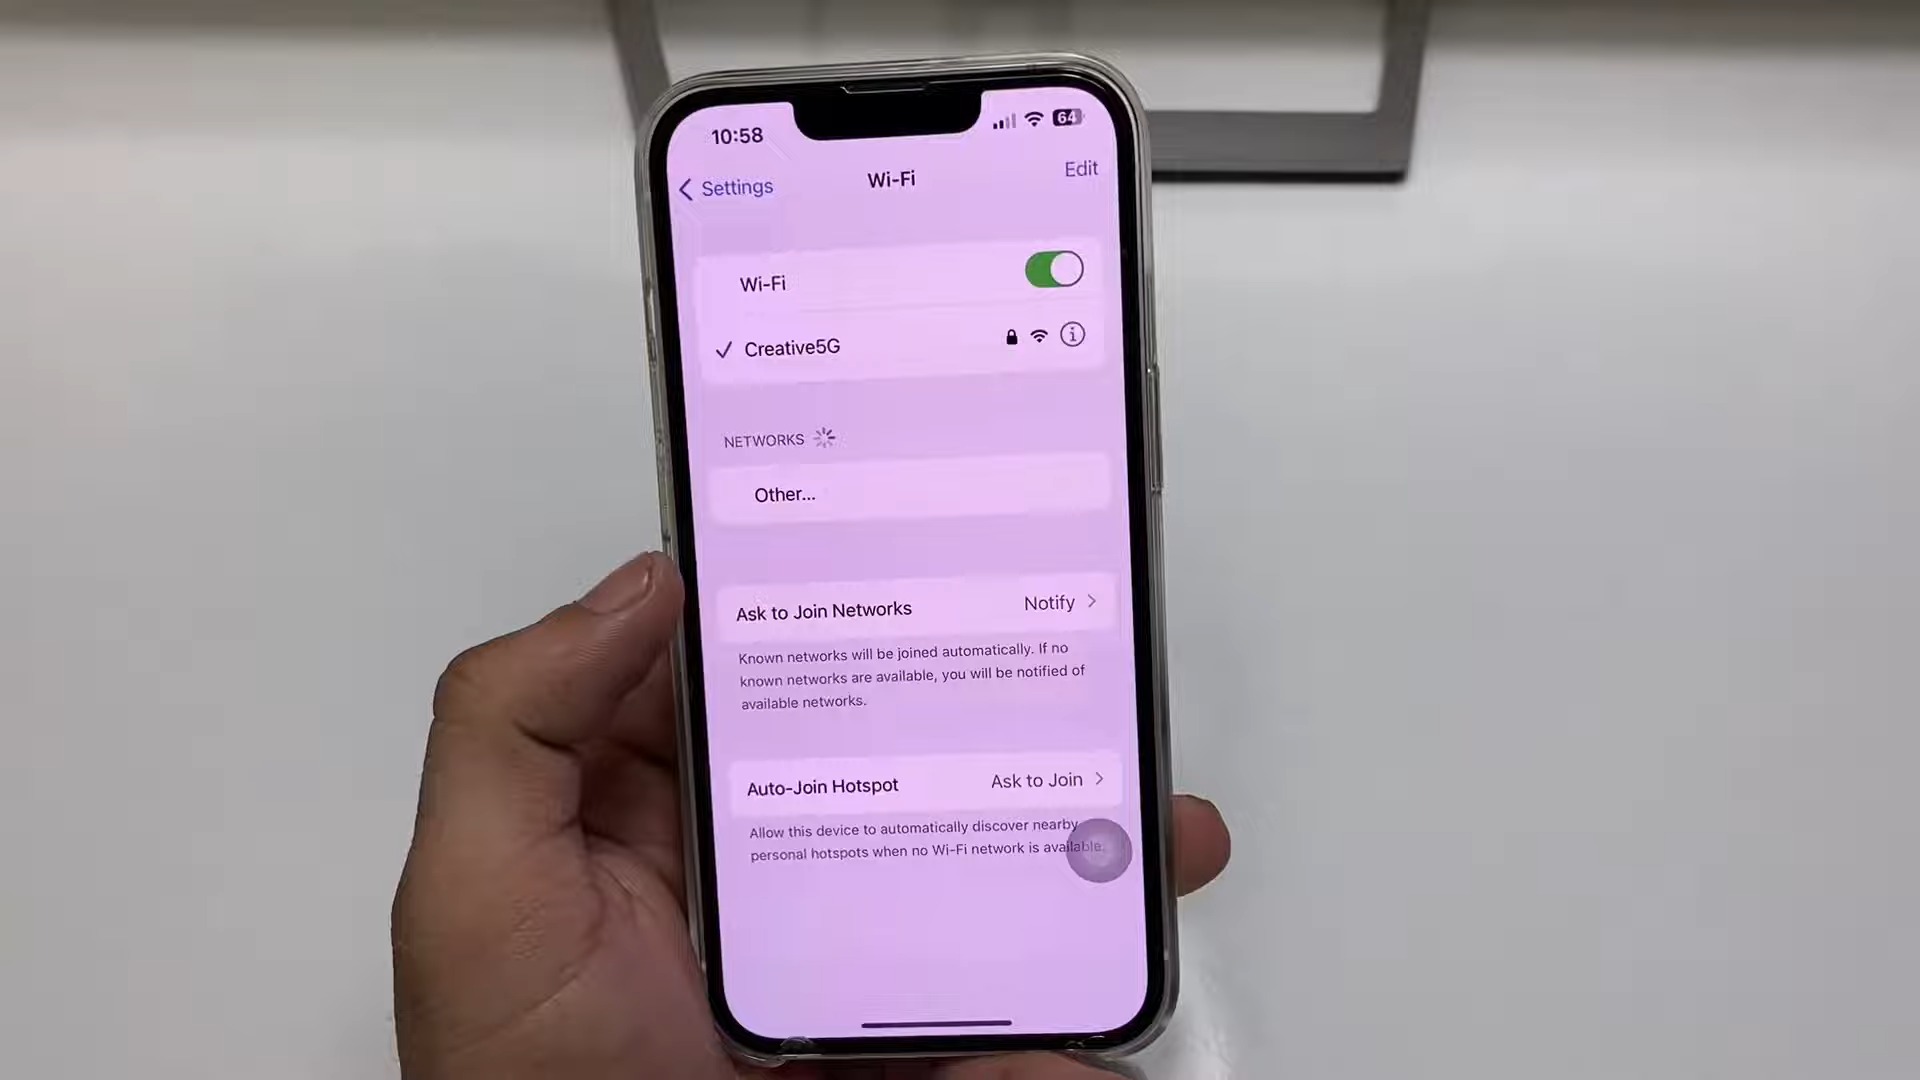 10:58
64
Settings
Wi-Fi
Edit
Wi-Fi
Creative5G
NETWORKS
Other...
Ask to Join Networks
Notify
Known networks will be joined automatically. If no
known networks are available, you will be notified of
available networks.
Auto-Join Hotspot
Ask to Join
Allow this device to automatically discover nearby
personal hotspots when no Wi-Fi network is available.